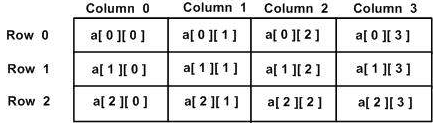 Column 0 Column 1 Column 2 Column 3
Row 0 a[ 0 ][ 0 ] a[ 0 ][ 1 ] a[ 0 ][ 2 ] a[ 0 ][ 3 ]
Row 1 a[ 1 ][ 0 ] a[ 1 ][ 1 ] a[ 1 ][ 2 ] a[ 1 ][ 3 ]
Row 2 a[ 2 ][ 0 ] a[ 2 ][ 1 ] a[ 2 ][ 2 ] a[ 2 ][ 3 ]